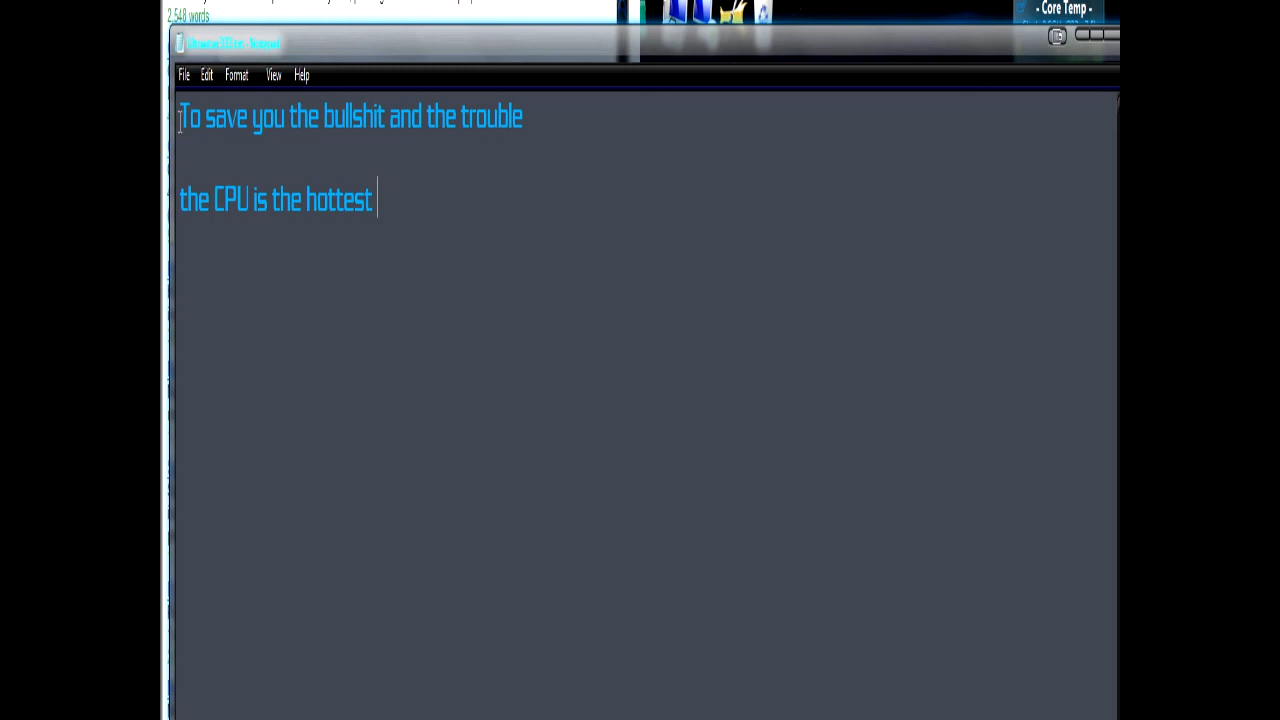 2,548 words
- Core Temp -
File Edit Format View Help
To save you the bullshit and the trouble
the CPU is the hottest